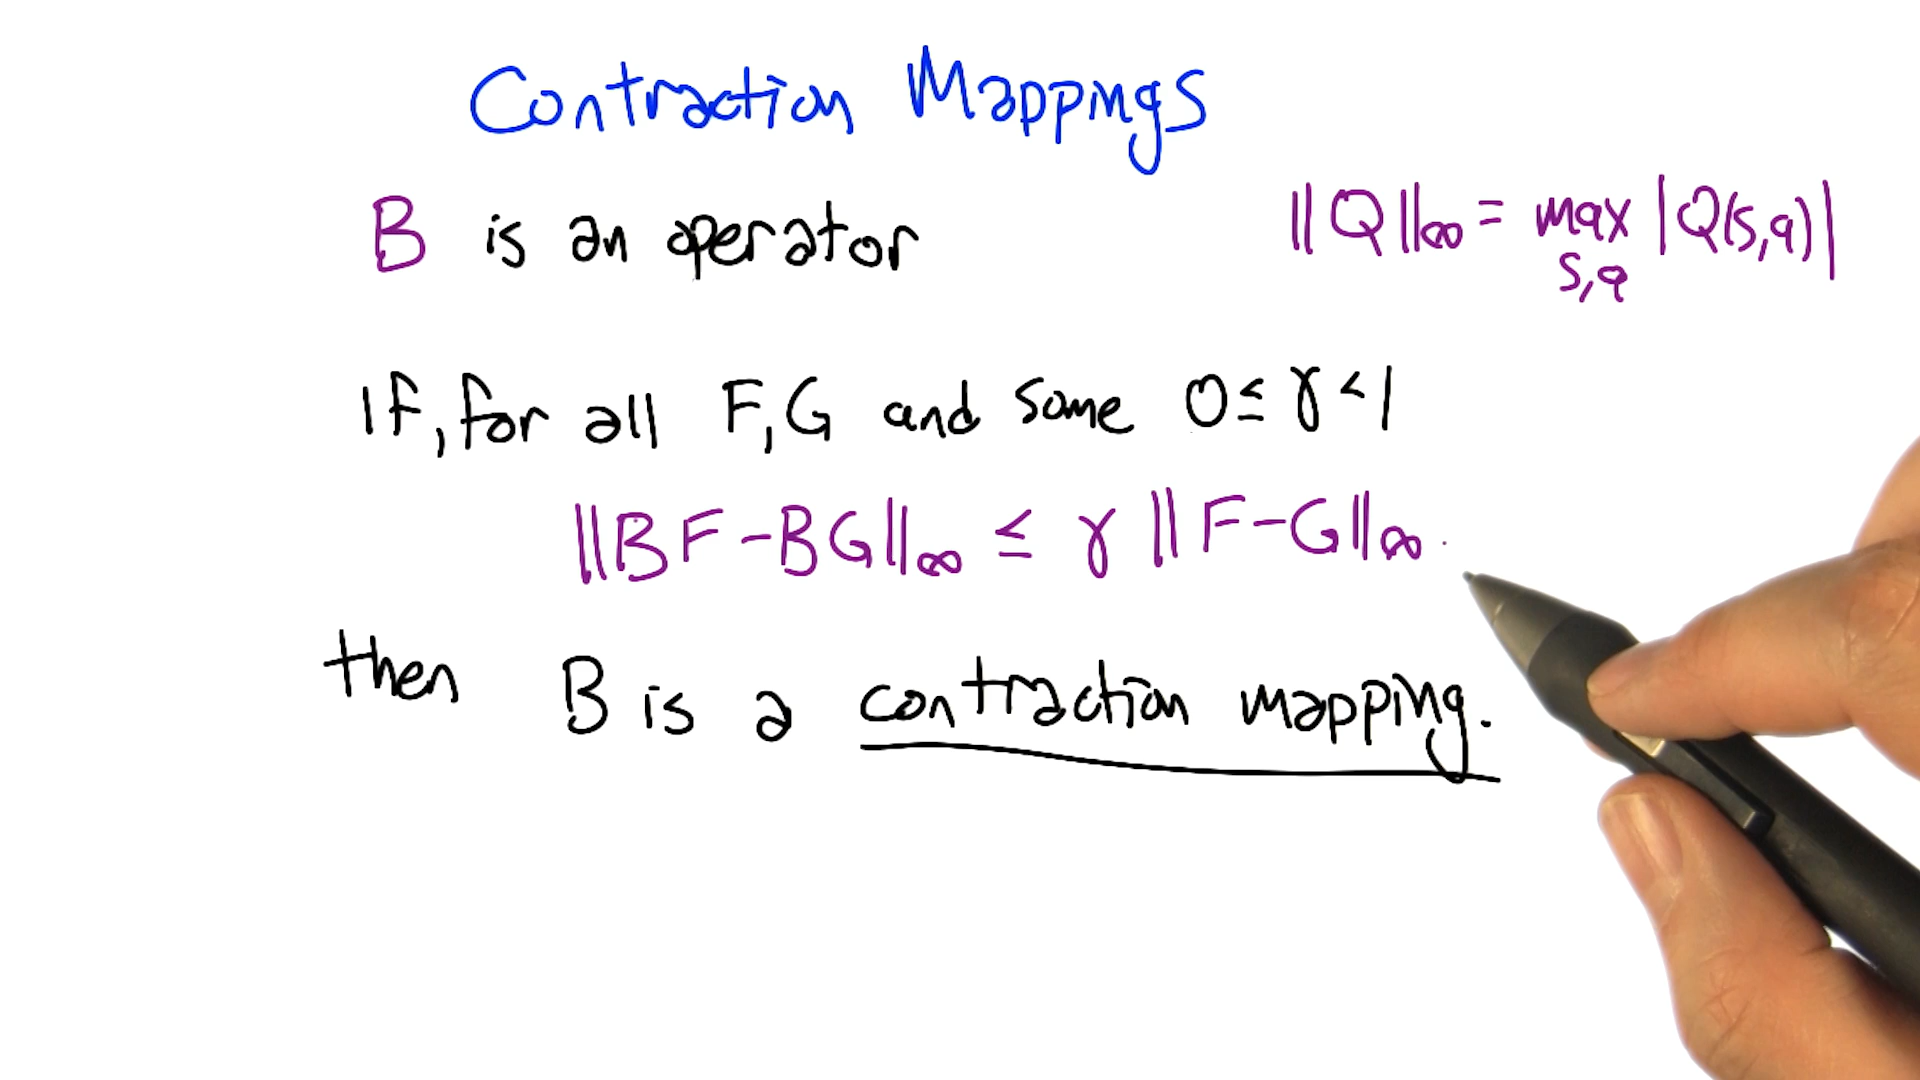 Contraction Mappings
B is an operator
||Q||∞ = max |Q(s,a)|
s,a
If, for all F,G and some 0 ≤ γ < 1
||BF-BG||∞ ≤ γ ||F-G||∞.
then B is a contraction mapping.